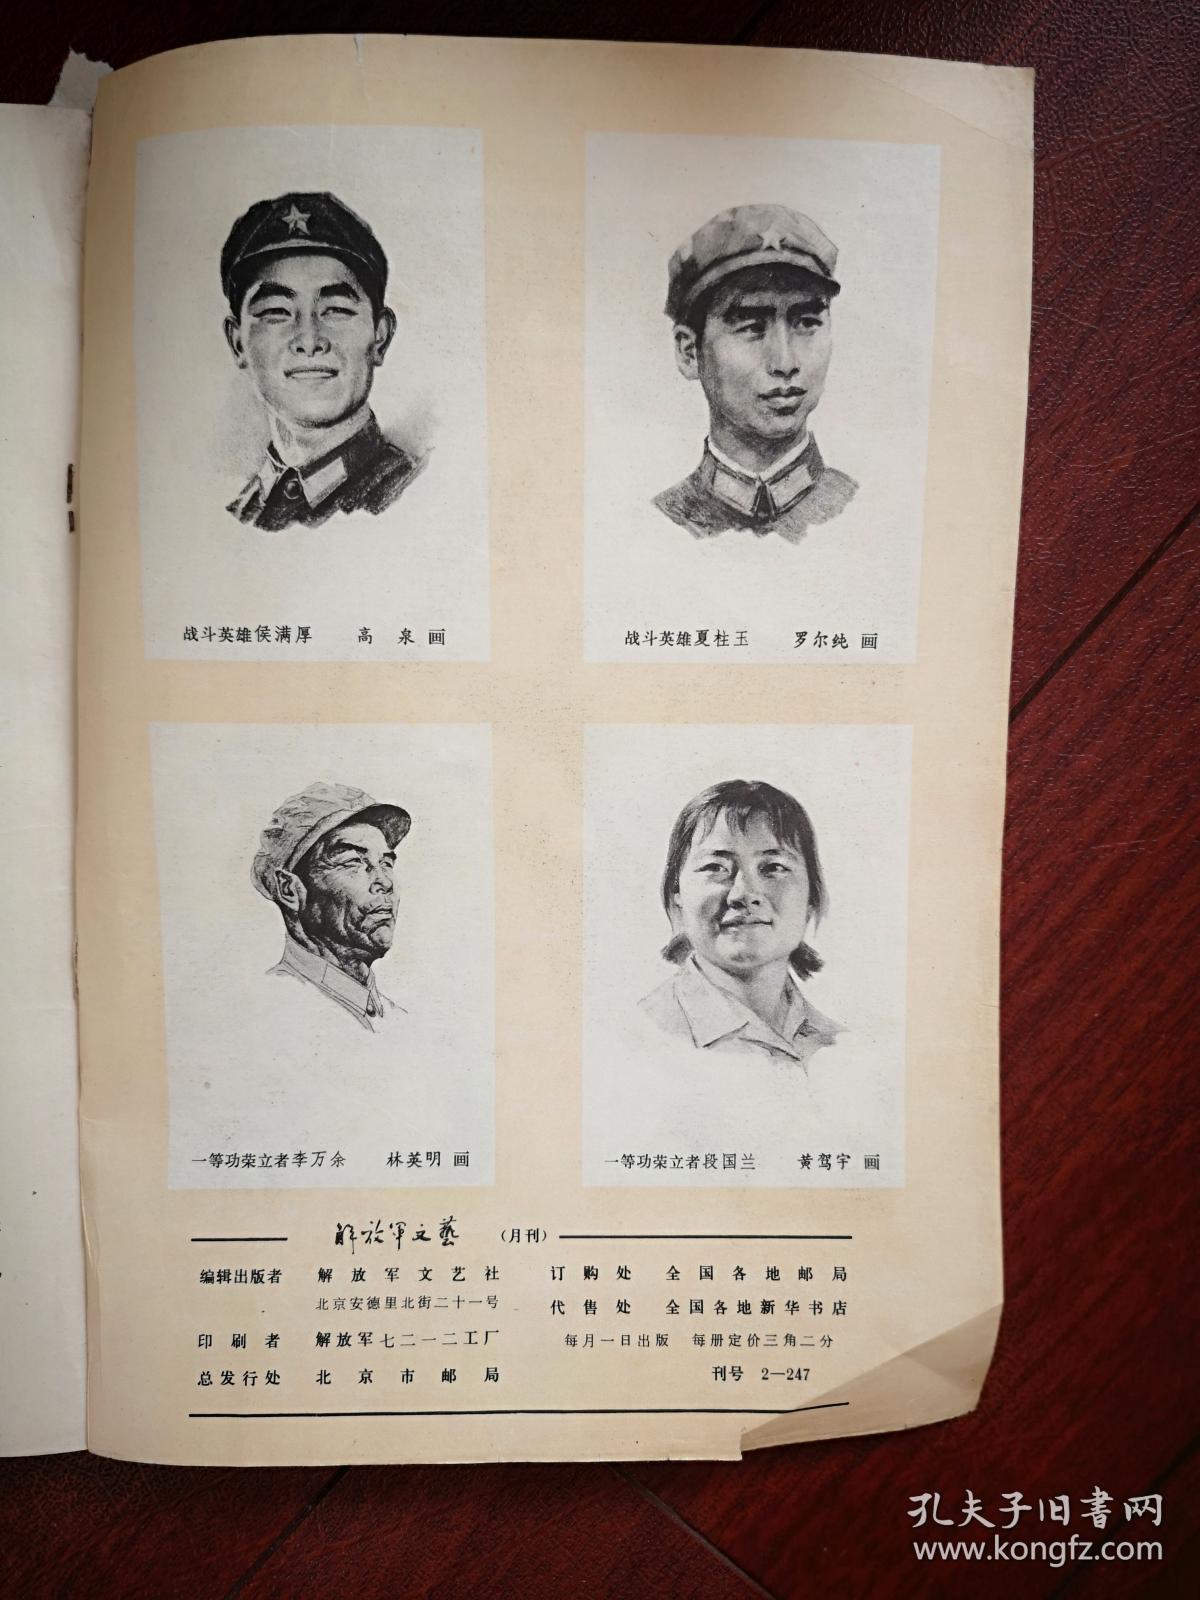 战斗英雄侯满厚 高泉画
战斗英雄夏柱玉 罗尔纯画
一等功荣立者李万余 林英明画
一等功荣立者段国兰 黄驾宇画
解放军文艺 (月刊)
编辑出版者 解放军文艺社
北京安德里北街二十一号
印刷者 解放军七二一二工厂
总发行处 北京市邮局
订购处 全国各地邮局
代售处 全国各地新华书店
每月一日出版 每册定价三角二分
刊号 2—247
孔夫子旧书网
www.kongfz.com